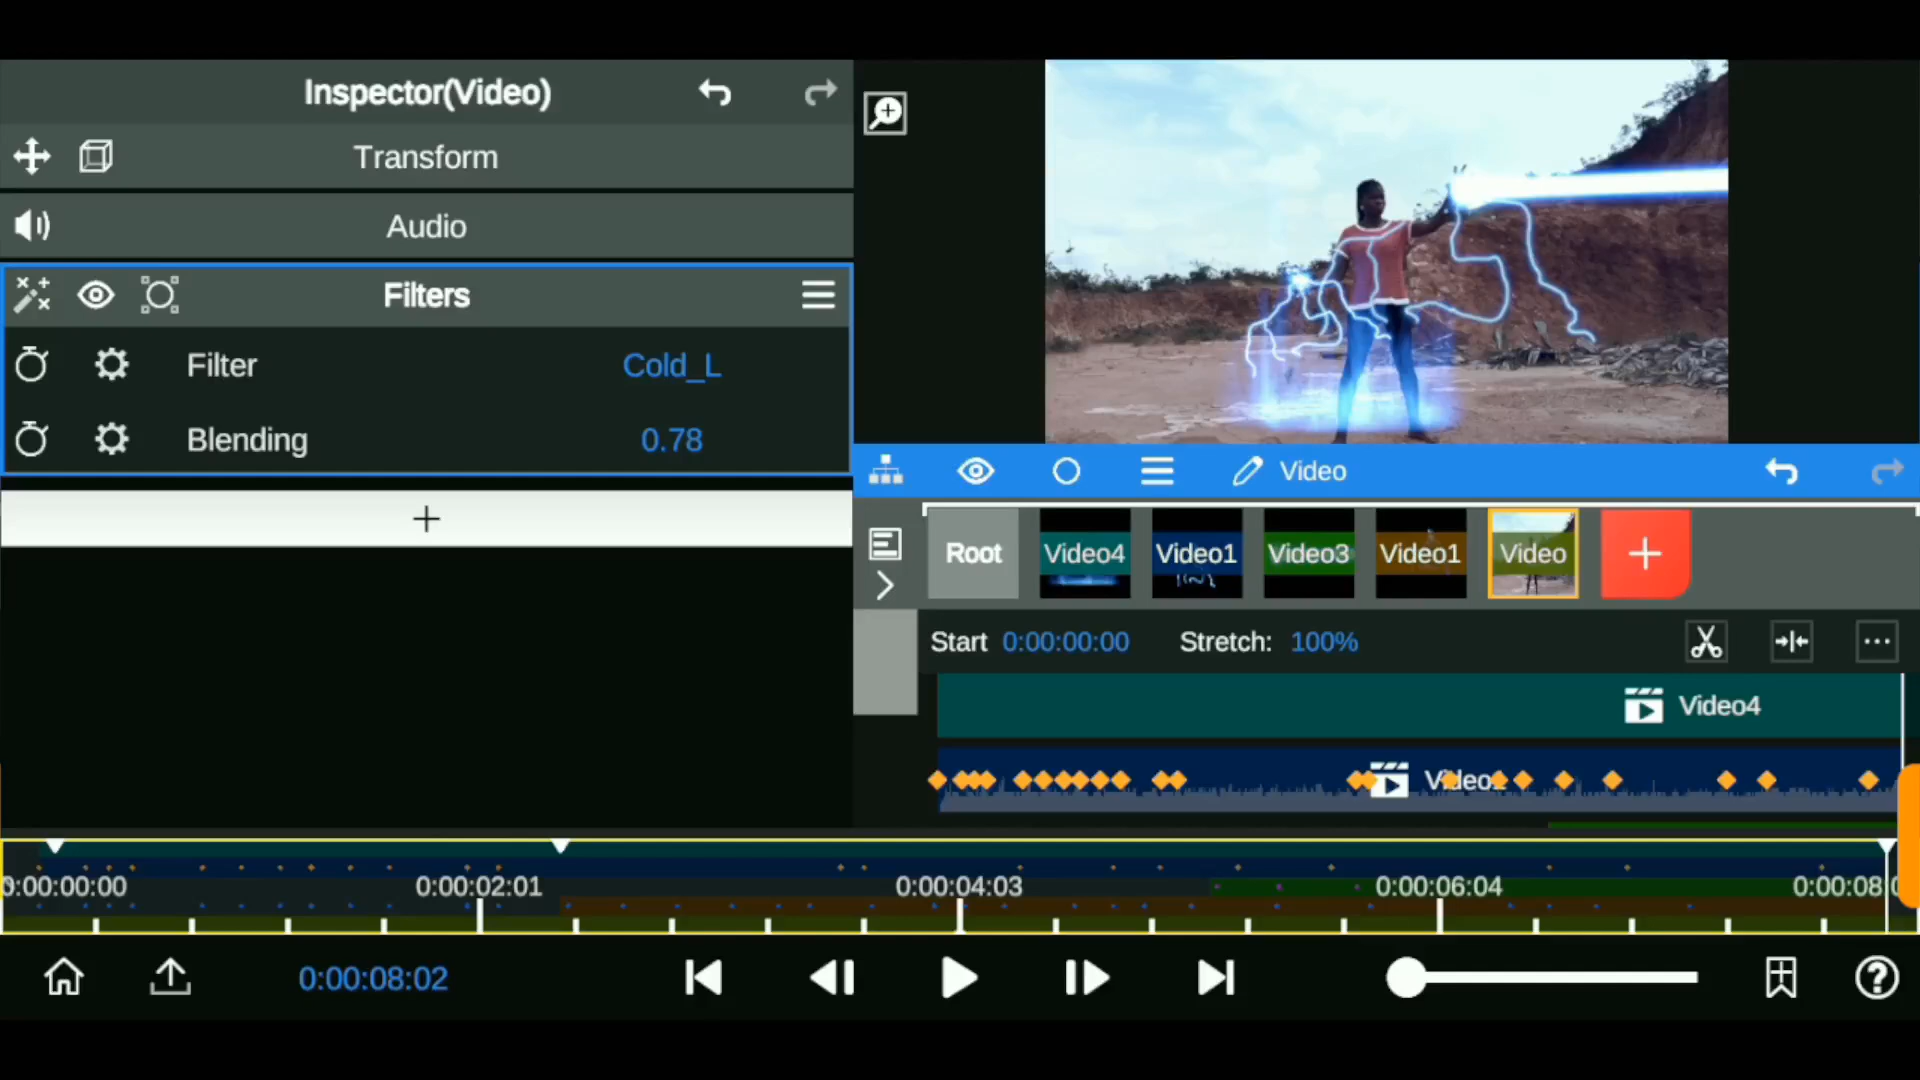 Inspector(Video)
Transform
Audio
Filters
Filter Cold_L
Blending 0.78
Video
Root Video4 Video1 Video3 Video1 Video
Start 0:00:00:00 Stretch: 100%
Video4
0:00:00:00 0:00:02:01 0:00:04:03 0:00:06:04
0:00:08:02